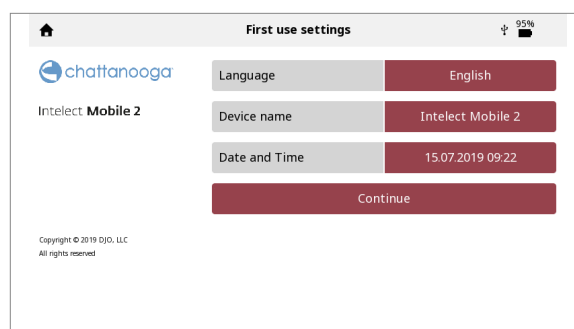 First use settings
95%
chattanooga
Intelect Mobile 2
Language English
Device name Intelect Mobile 2
Date and Time 15.07.2019 09:22
Continue
Copyright © 2019 DJO, LLC
All rights reserved